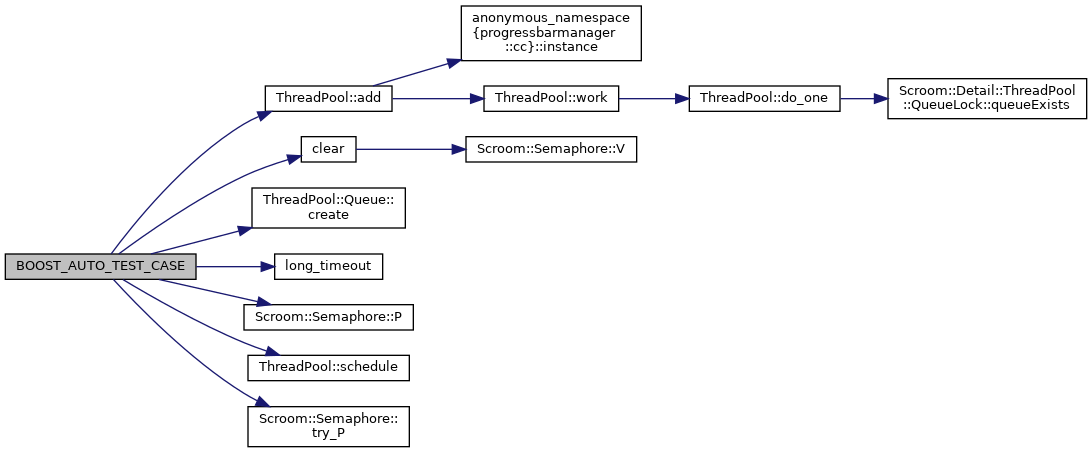 anonymous_namespace
{progressbarmanager
::cc}::instance
ThreadPool::add
ThreadPool::work
ThreadPool::do_one
Scroom::Detail::ThreadPool
::QueueLock::queueExists
clear
Scroom::Semaphore::V
ThreadPool::Queue::
create
BOOST_AUTO_TEST_CASE
long_timeout
Scroom::Semaphore::P
ThreadPool::schedule
Scroom::Semaphore::
try_P